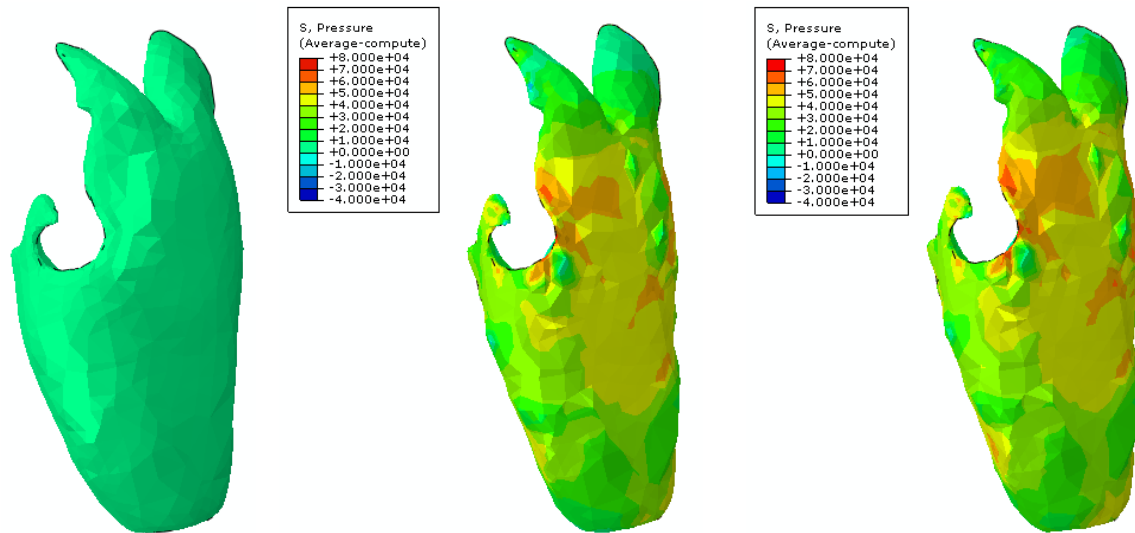 S, Pressure
(Average-compute)
+8.000e+04
+7.000e+04
+6.000e+04
+5.000e+04
+4.000e+04
+3.000e+04
+2.000e+04
+1.000e+04
+0.000e+00
-1.000e+04
-2.000e+04
-3.000e+04
-4.000e+04
S, Pressure
(Average-compute)
+8.000e+04
+7.000e+04
+6.000e+04
+5.000e+04
+4.000e+04
+3.000e+04
+2.000e+04
+1.000e+04
+0.000e+00
-1.000e+04
-2.000e+04
-3.000e+04
-4.000e+04